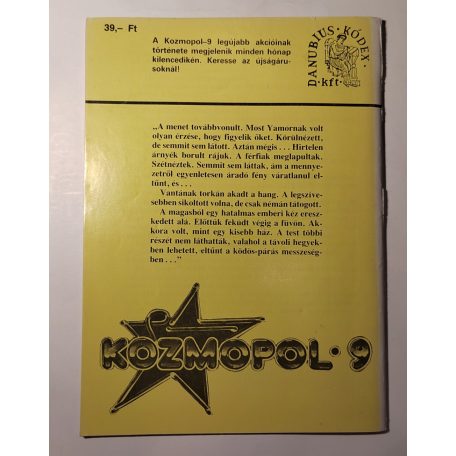 39,– Ft
A Kozmopol–9 legújabb akcióinak
története megjelenik minden hónap
kilencedikén. Keresse az újságáru-
soknál!
DANUBIUS · KÓDEX ·
· kft ·
„A menet továbbvonult. Most Yamornak volt
olyan érzése, hogy figyelik őket. Körülnézett,
de semmit sem látott. Aztán mégis . . . Hirtelen
árnyék borult rájuk. A férfiak meglapultak.
Szétnéztek. Semmit sem láttak, ám a mennye-
zetről egyenletesen áradó fény váratlanul el-
tűnt, és . . .
Vantának torkán akadt a hang. A legszíve-
sebben sikoltott volna, de csak némán tátogott.
A magasból egy hatalmas emberi kéz eresz-
kedett alá. Előttük feküdt végig a füvön. Ak-
kora volt, mint egy kisebb ház. A test többi
részét nem láthatták, valahol a távoli hegyek-
ben lehetett, eltűnt a ködös-párás messzeség-
ben . . .”
KOZMOPOL · 9